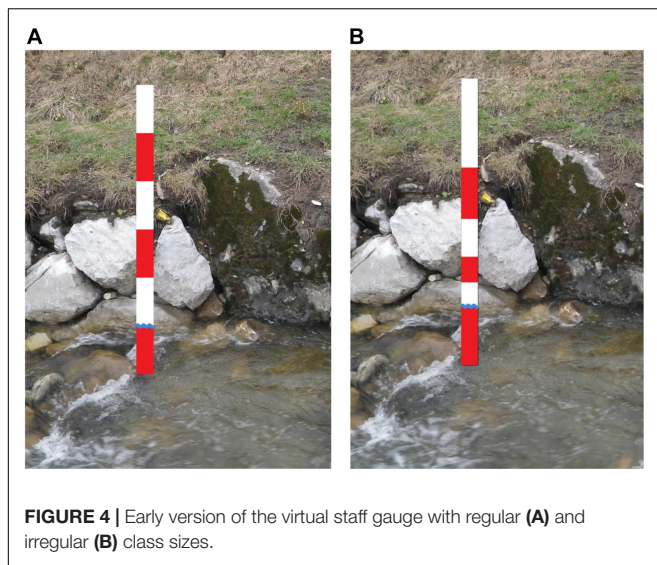 A
B
FIGURE 4 | Early version of the virtual staff gauge with regular (A) and
irregular (B) class sizes.